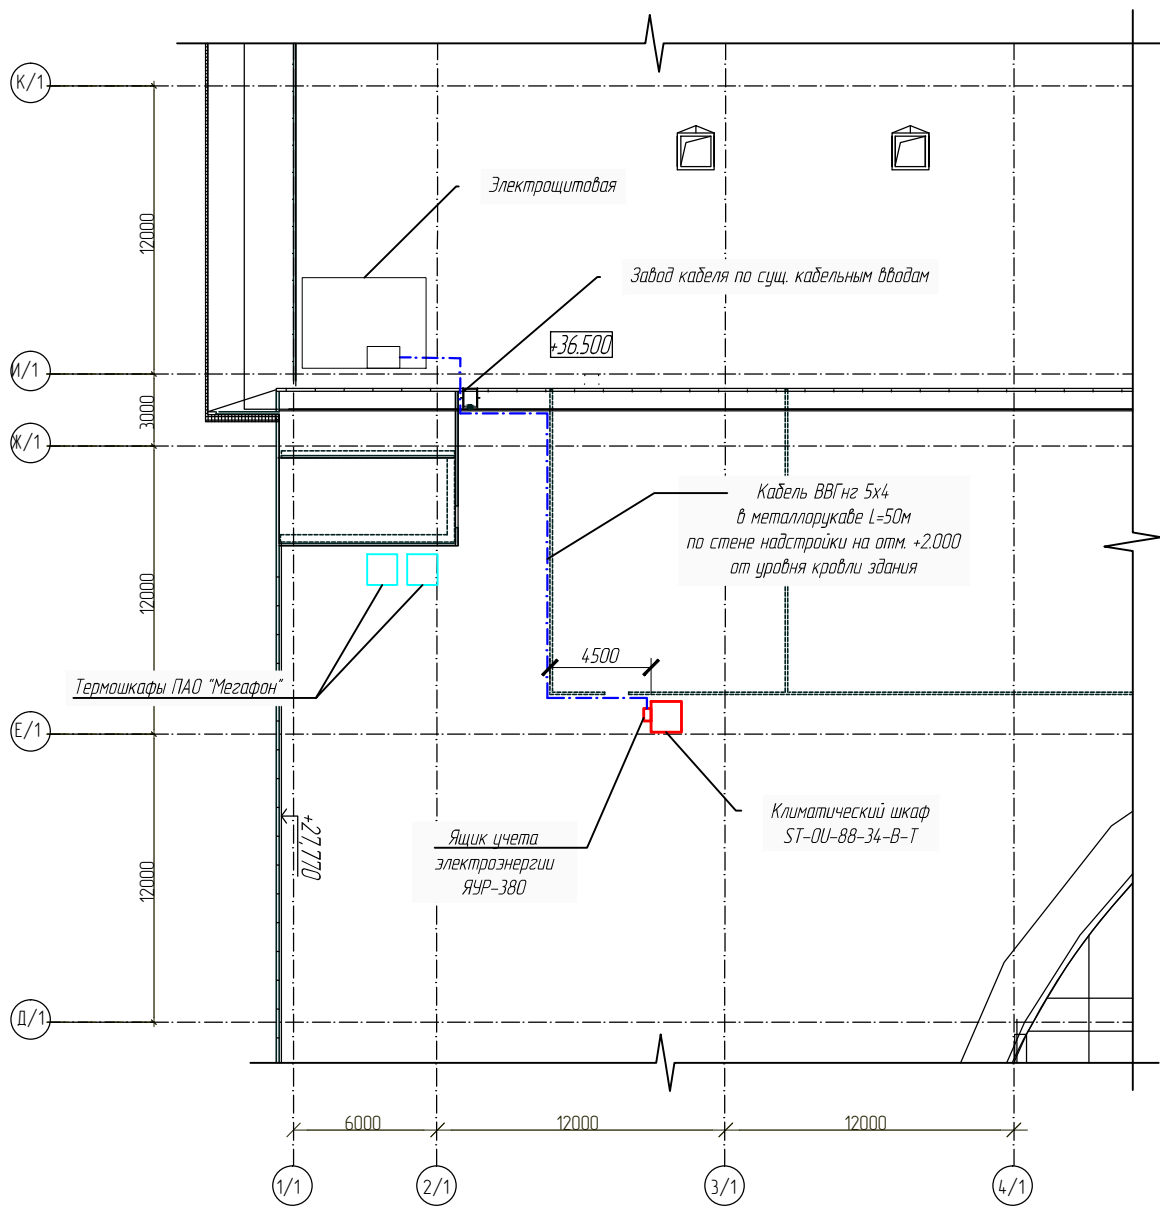 К/1
12000
Электрощитовая
Завод кабеля по сущ. кабельным вводам
+36.500
И/1
3000
Ж/1
Кабель ВВГнг 5х4
в металлорукаве L=50м
по стене надстройки на отм. +2.000
от уровня кровли здания
12000
4500
Термошкафы ПАО "Мегафон"
Е/1
+27.770
Климатический шкаф
ST-OU-88-34-B-T
Ящик учета
электроэнергии
ЯУР-380
12000
Д/1
6000
12000
12000
1/1
2/1
3/1
4/1